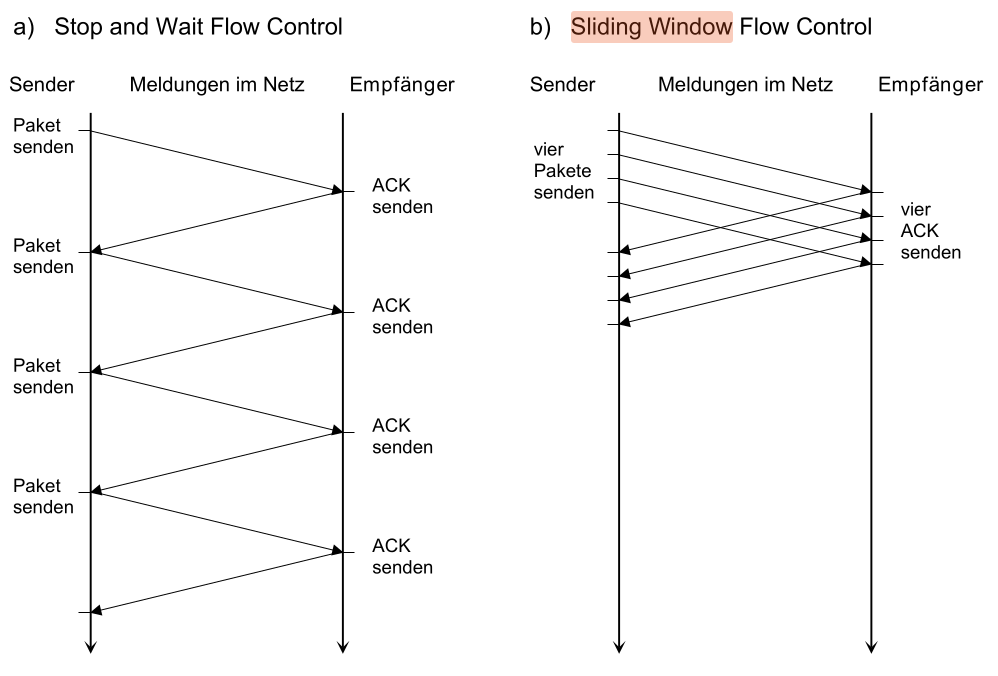 a) Stop and Wait Flow Control
Sender Meldungen im Netz Empfänger
Paket
senden
ACK
senden
Paket
senden
ACK
senden
Paket
senden
ACK
senden
Paket
senden
ACK
senden
b) Sliding Window Flow Control
Sender Meldungen im Netz Empfänger
vier
Pakete
senden
vier
ACK
senden